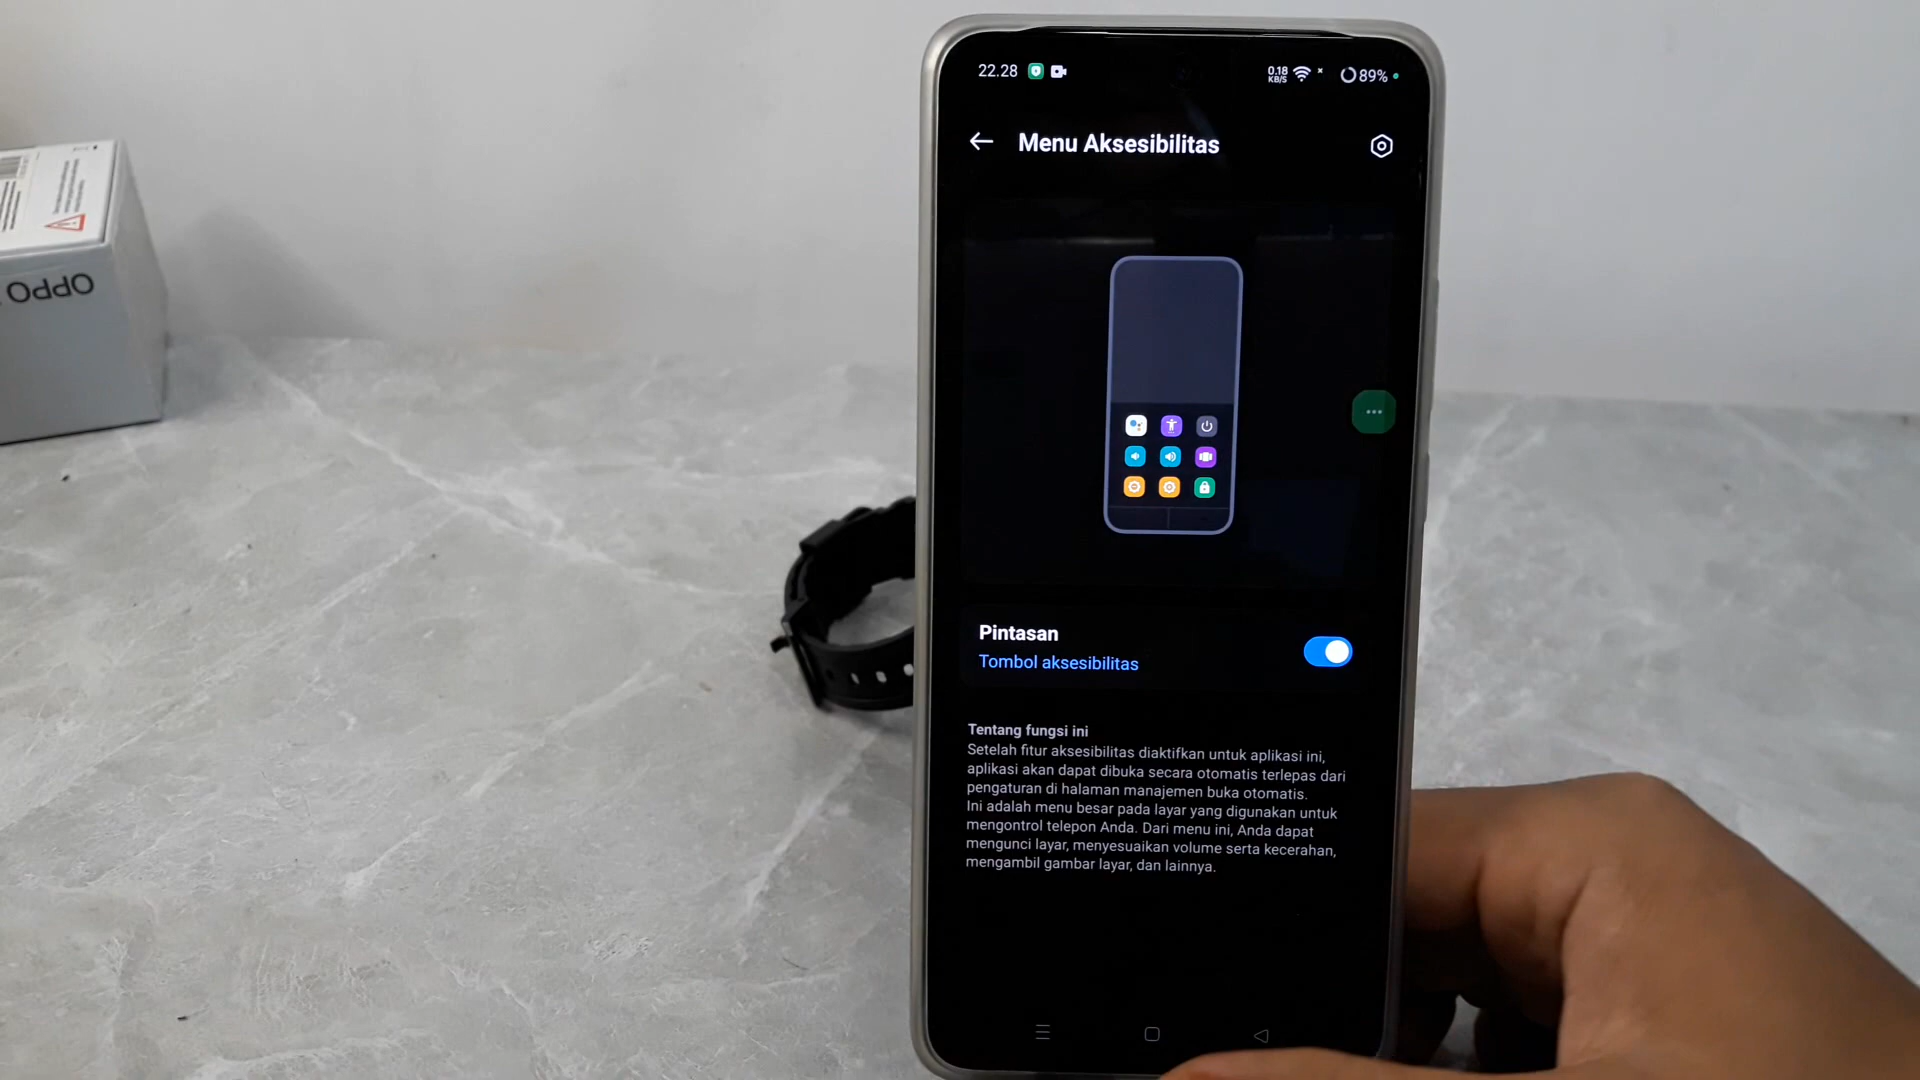 OPPO
22.28
0.18
KB/S
89%
Menu Aksesibilitas
Pintasan
Tombol aksesibilitas
Tentang fungsi ini
Setelah fitur aksesibilitas diaktifkan untuk aplikasi ini,
aplikasi akan dapat dibuka secara otomatis terlepas dari
pengaturan di halaman manajemen buka otomatis.
Ini adalah menu besar pada layar yang digunakan untuk
mengontrol telepon Anda. Dari menu ini, Anda dapat
mengunci layar, menyesuaikan volume serta kecerahan,
mengambil gambar layar, dan lainnya.